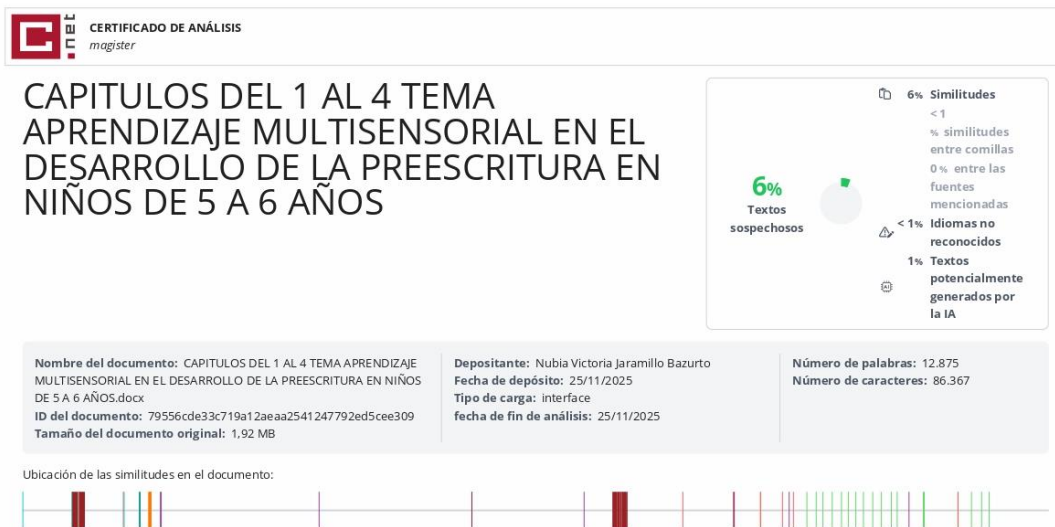 .net
CERTIFICADO DE ANÁLISIS
magister
CAPITULOS DEL 1 AL 4 TEMA
APRENDIZAJE MULTISENSORIAL EN EL
DESARROLLO DE LA PREESCRITURA EN
NIÑOS DE 5 A 6 AÑOS
6%
Textos
sospechosos
6% Similitudes
< 1
% similitudes
entre comillas
0 % entre las
fuentes
mencionadas
< 1% Idiomas no
reconocidos
1% Textos
potencialmente
generados por
la IA
Nombre del documento: CAPITULOS DEL 1 AL 4 TEMA APRENDIZAJE
MULTISENSORIAL EN EL DESARROLLO DE LA PREESCRITURA EN NIÑOS
DE 5 A 6 AÑOS.docx
ID del documento: 79556cde33c719a12aeaa2541247792ed5cee309
Tamaño del documento original: 1,92 MB
Depositante: Nubia Victoria Jaramillo Bazurto
Fecha de depósito: 25/11/2025
Tipo de carga: interface
fecha de fin de análisis: 25/11/2025
Número de palabras: 12.875
Número de caracteres: 86.367
Ubicación de las similitudes en el documento: